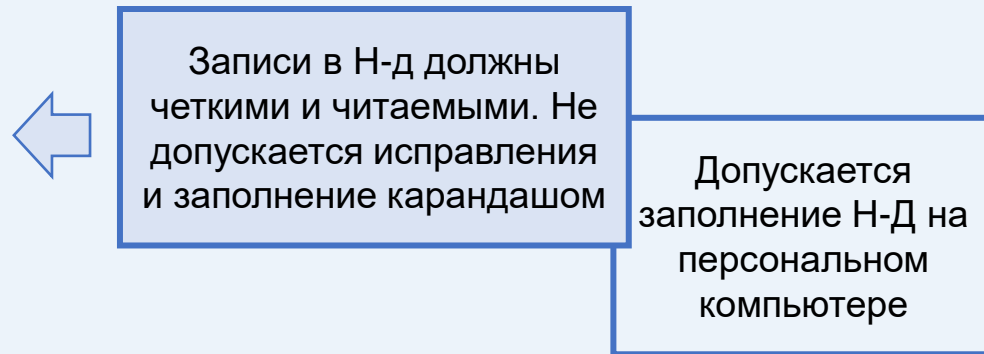 Записи в Н-д должны
четкими и читаемыми. Не
допускается исправления
и заполнение карандашом
Допускается
заполнение Н-Д на
персональном
компьютере